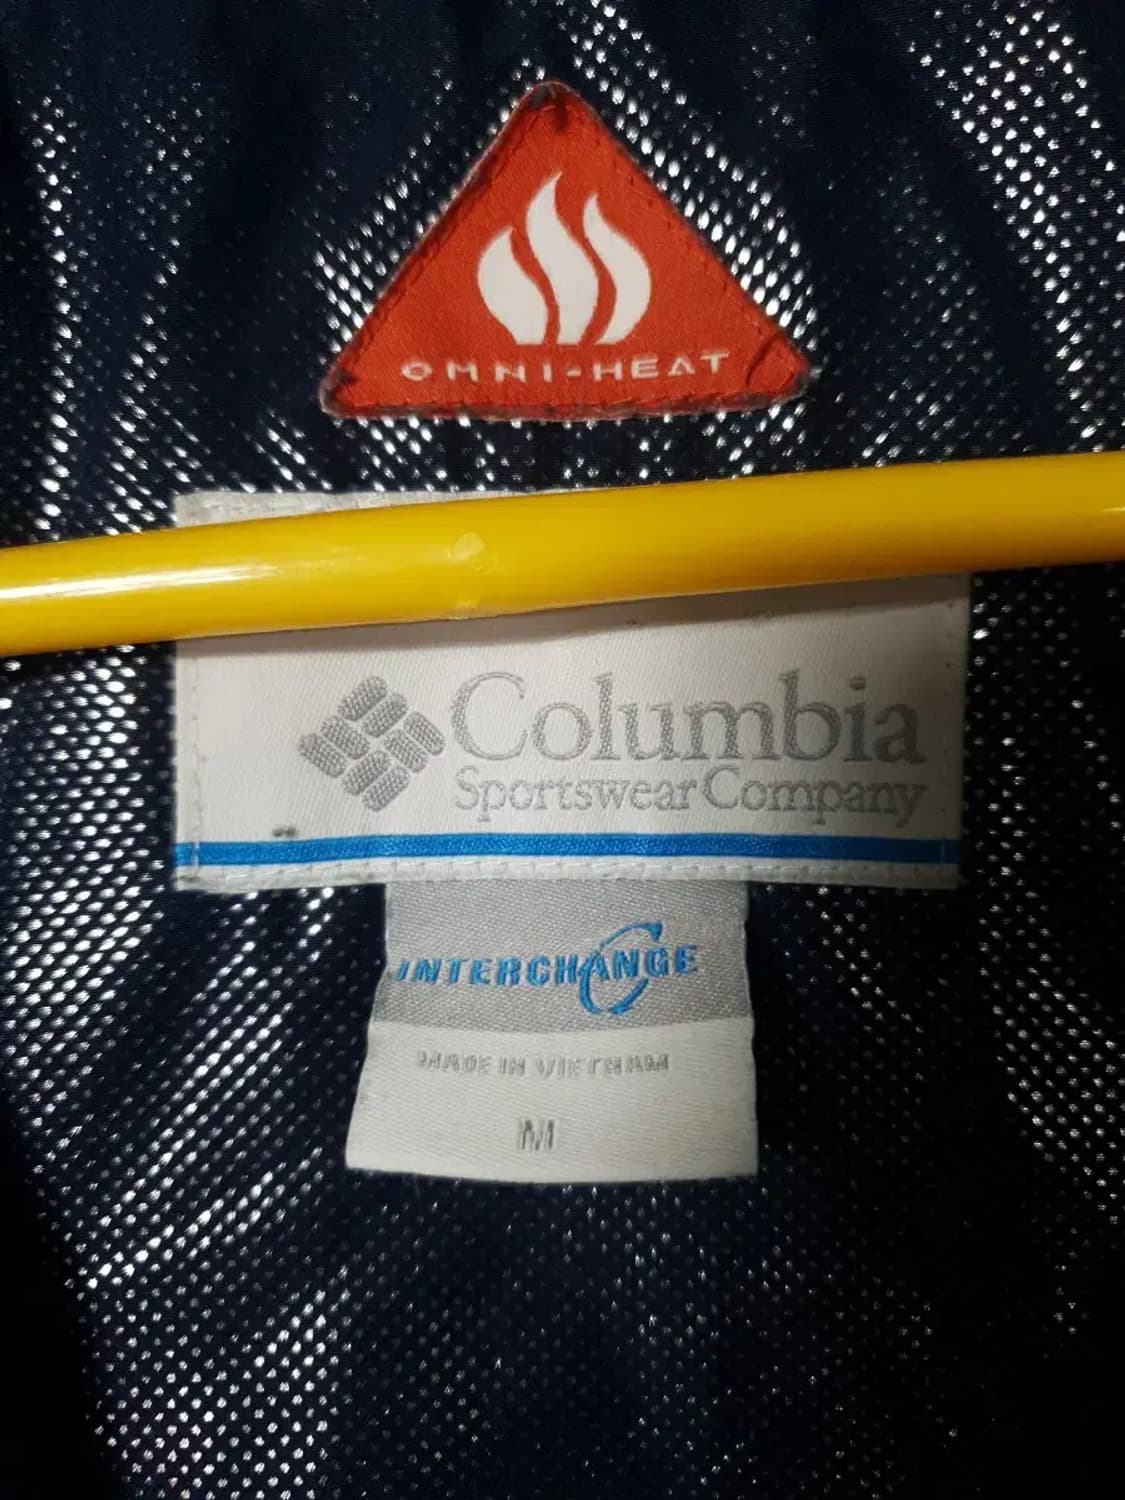 OMNI-HEAT
Columbia
Sportswear Company
INTERCHANGE
MADE IN VIETNAM
M